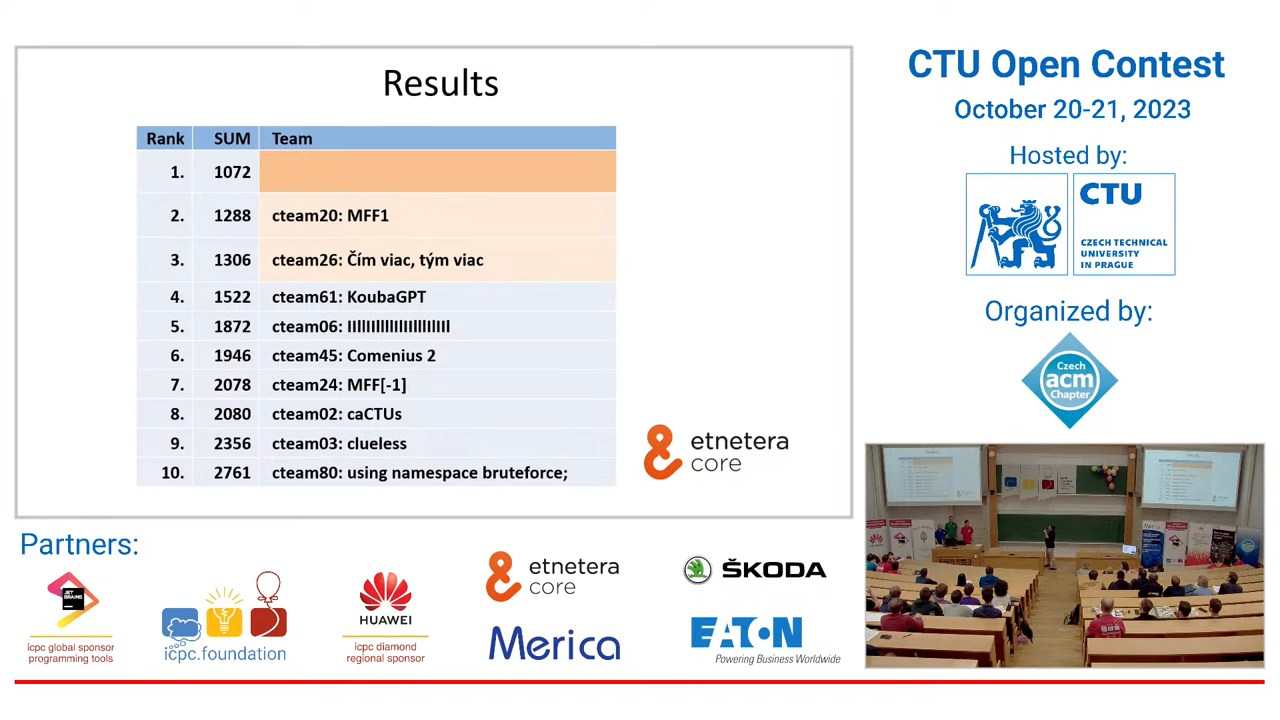 Results
Rank SUM Team
1. 1072
2. 1288 cteam20: MFF1
3. 1306 cteam26: Čím viac, tým viac
4. 1522 cteam61: KoubaGPT
5. 1872 cteam06: IIIIIIIIIIIIIIIIIIIIII
6. 1946 cteam45: Comenius 2
7. 2078 cteam24: MFF[-1]
8. 2080 cteam02: caCTUs
9. 2356 cteam03: clueless
10. 2761 cteam80: using namespace bruteforce;
etnetera
core
CTU Open Contest
October 20-21, 2023
Hosted by:
CTU
CZECH TECHNICAL
UNIVERSITY
IN PRAGUE
Organized by:
Czech
acm
Chapter
Partners:
JET
BRAINS
icpc global sponsor
programming tools
icpc.foundation
HUAWEI
icpc diamond
regional sponsor
etnetera
core
Merica
ŠKODA
EATON
Powering Business Worldwide